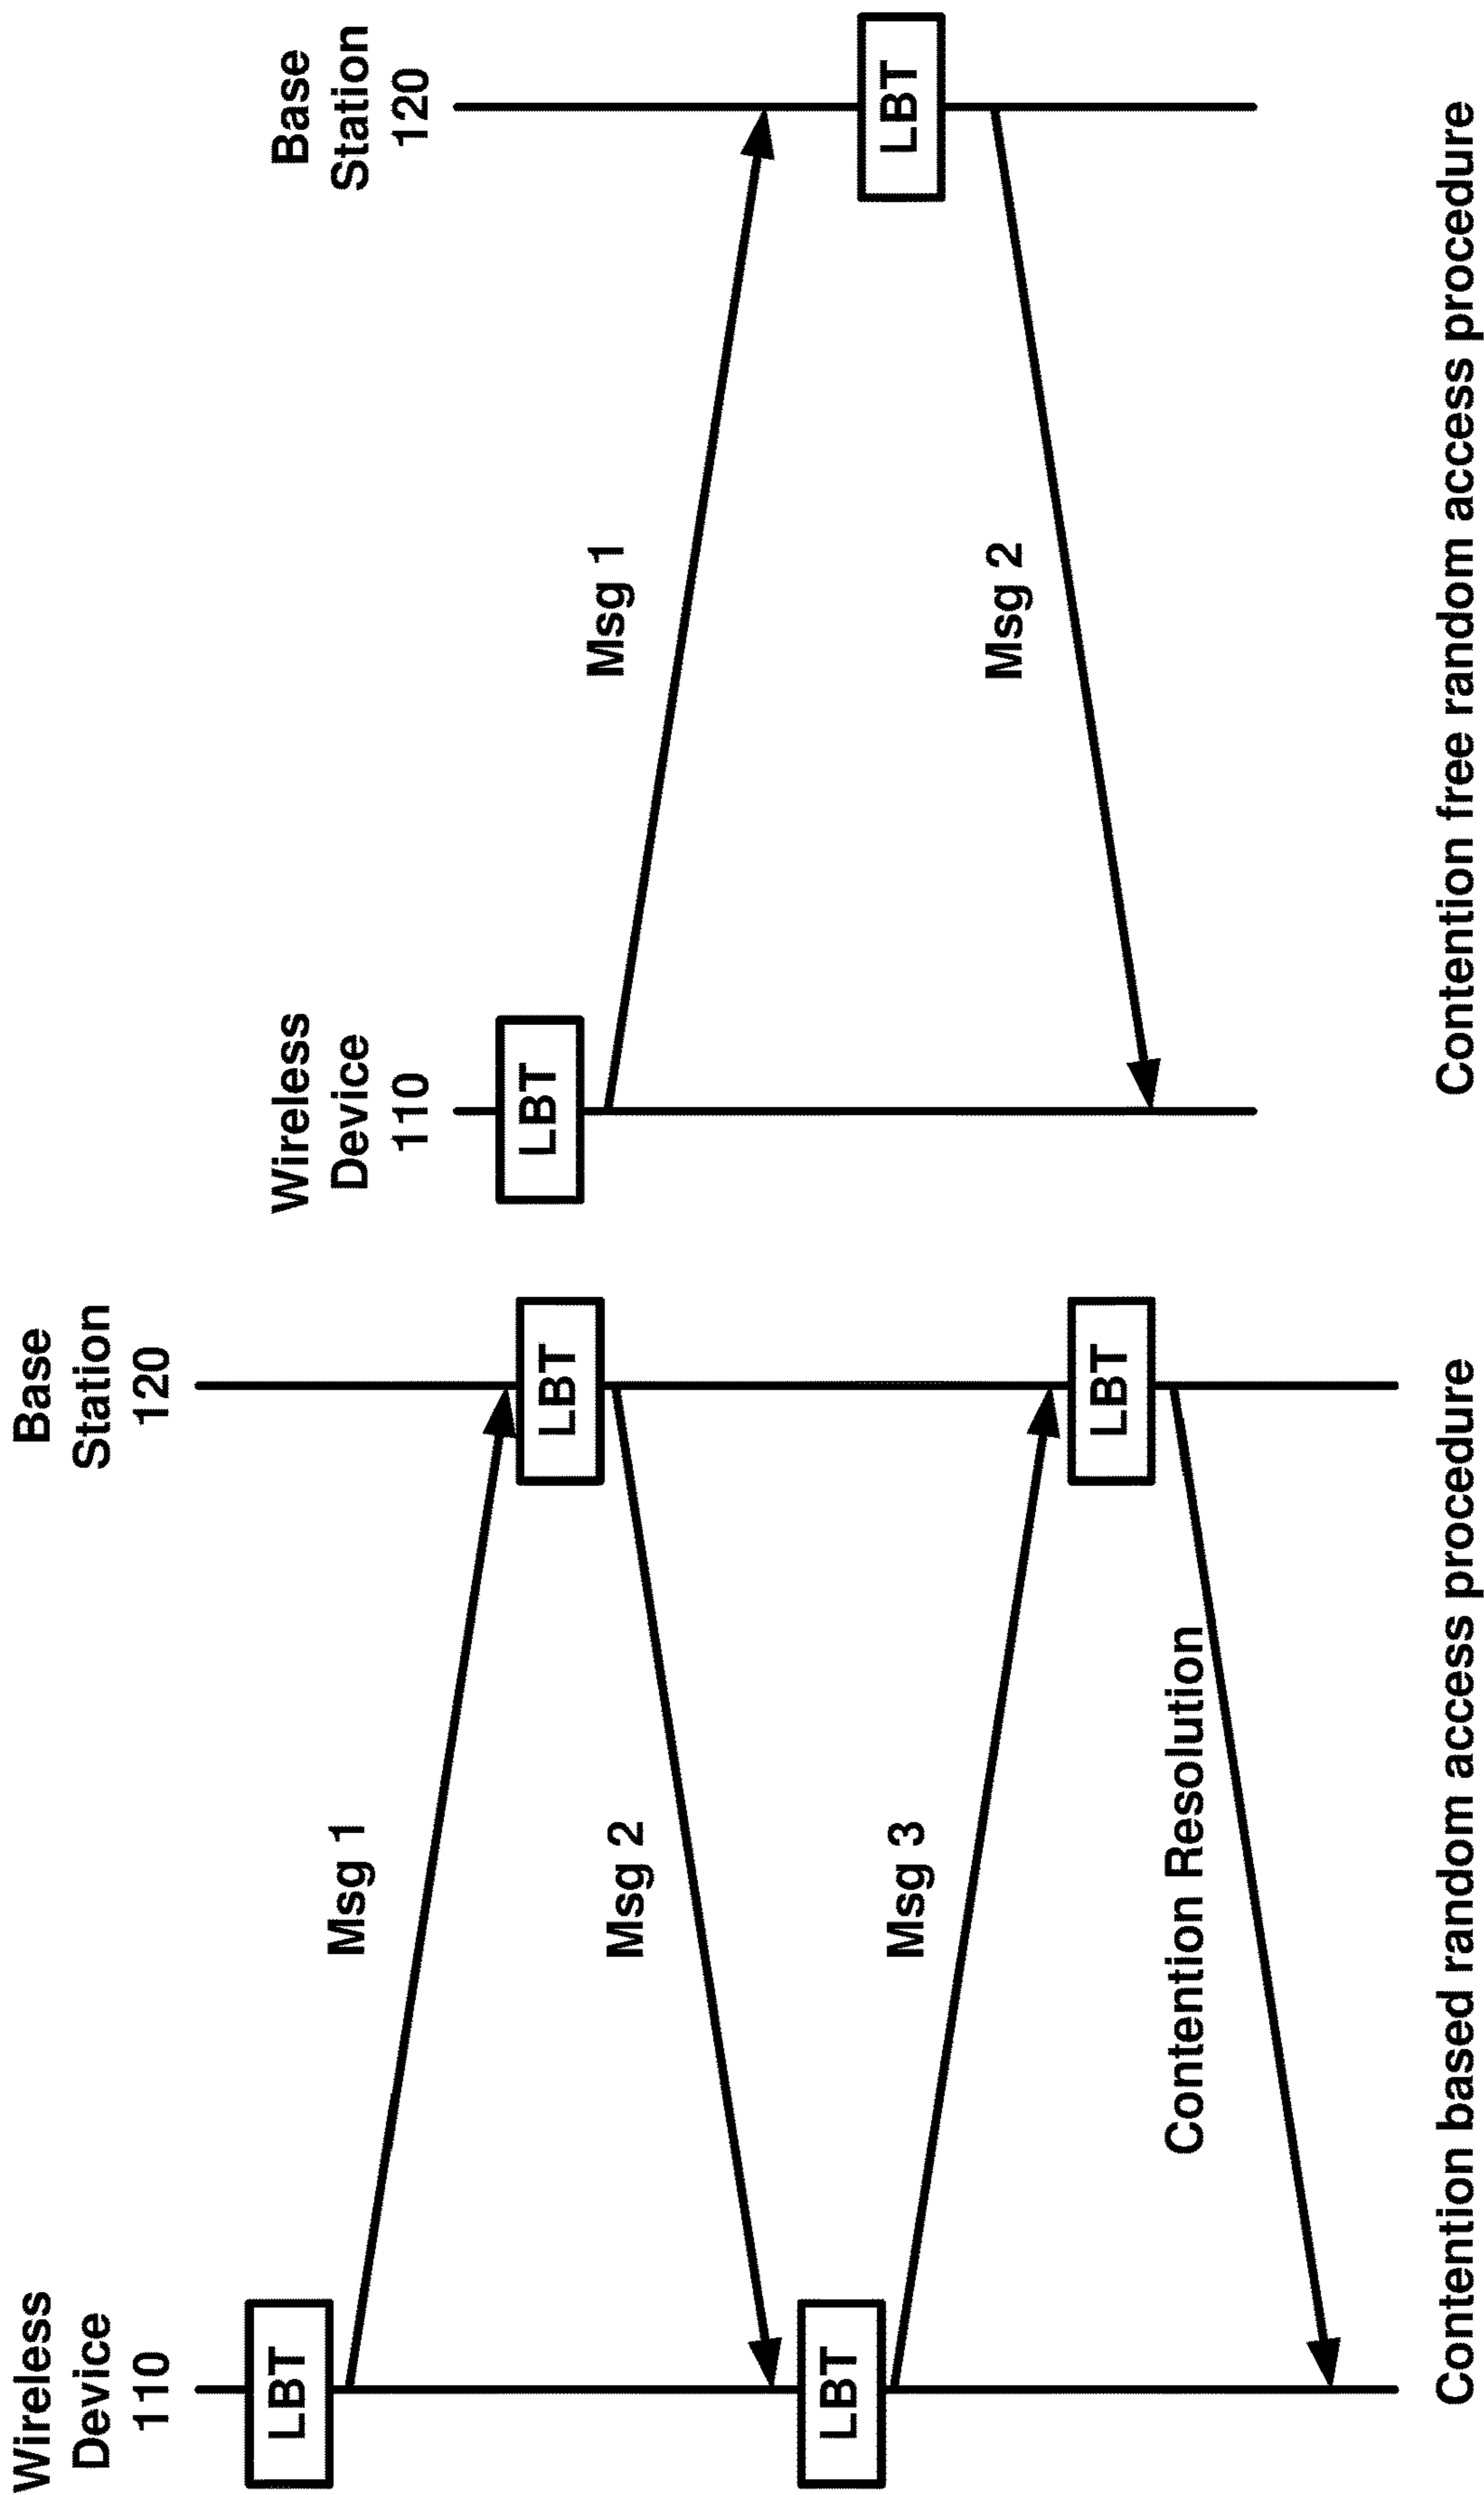 Wireless
Device
110
Base
Station
120
LBT
Msg 1
LBT
Msg 2
LBT
Msg 3
LBT
Contention Resolution
Contention based random access procedure
Wireless
Device
110
Base
Station
120
LBT
Msg 1
LBT
Msg 2
Contention free random access procedure